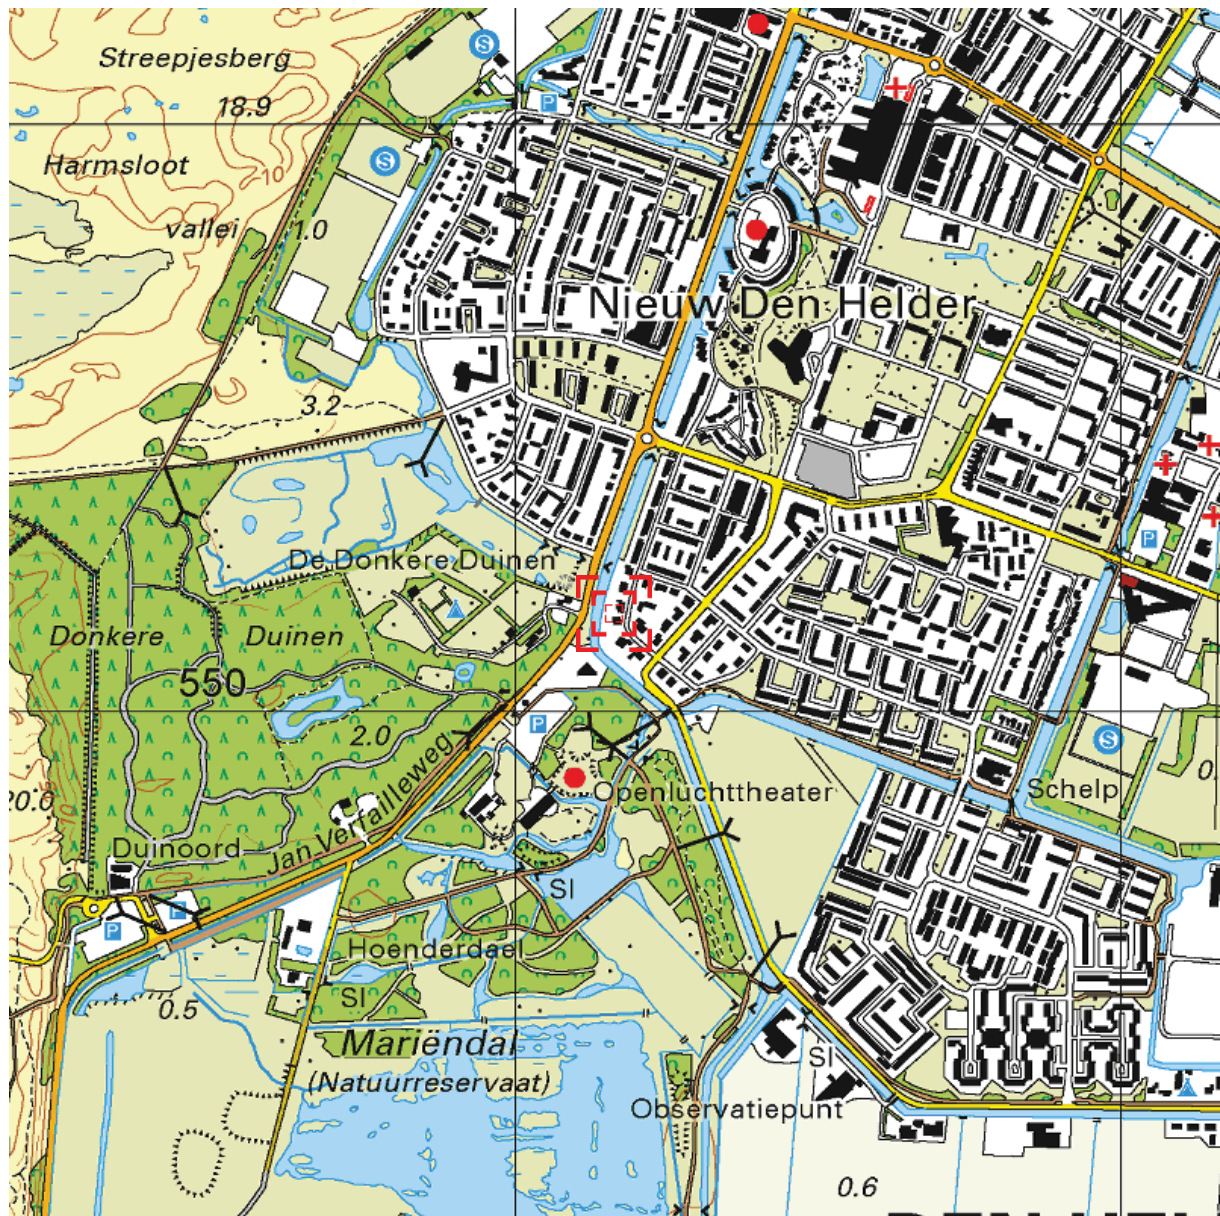 Streepjesberg
S
18.9
P
Harmsloot
S
10
vallei
1.0
Nieuw Den Helder
3.2
P
De Donkere Duinen
Donkere
Duinen
550
2.0
P
S
Jan Verfailleweg
Openluchttheater
Schelp
0.
20.0
10
Duinoord
Sl
P
P
Hoenderdael
Sl
0.5
Mariëndal
Sl
(Natuurreservaat)
Observatiepunt
0.6